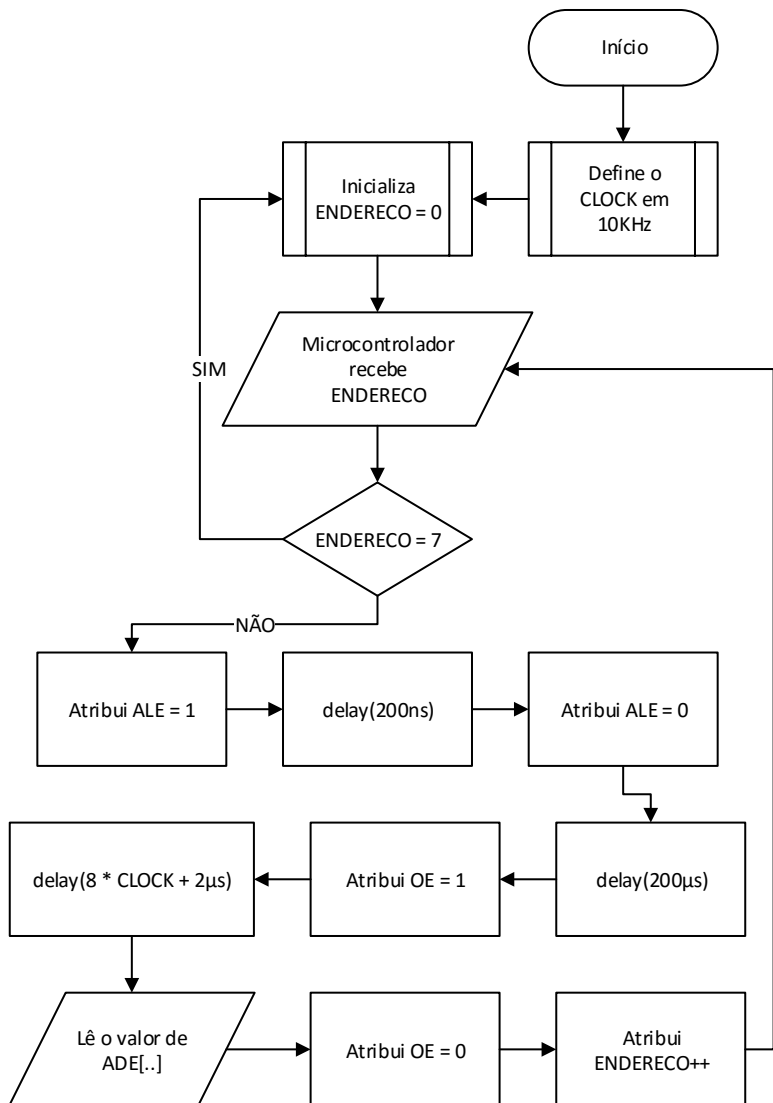 Início
Define o
CLOCK em
10KHz
Inicializa
ENDERECO = 0
Microcontrolador
recebe
ENDERECO
SIM
ENDERECO = 7
NÃO
Atribui ALE = 1
delay(200ns)
Atribui ALE = 0
delay(200µs)
Atribui OE = 1
delay(8 * CLOCK + 2µs)
Lê o valor de
ADE[..]
Atribui OE = 0
Atribui
ENDERECO++